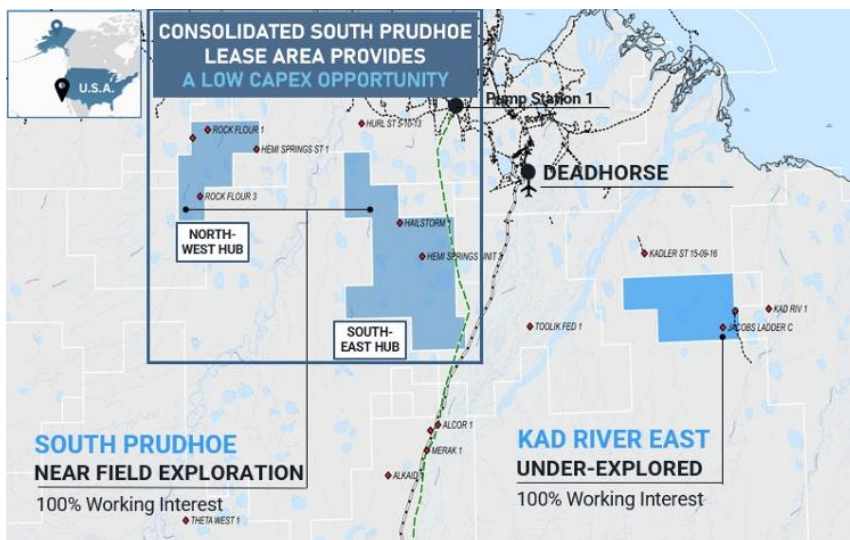 CONSOLIDATED SOUTH PRUDHOE
LEASE AREA PROVIDES
A LOW CAPEX OPPORTUNITY
U.S.A.
Pump Station 1
ROCK FLOUR 1
HURL ST 5-10-13
HEMI SPRINGS ST 1
DEADHORSE
ROCK FLOUR 3
NORTH-
WEST HUB
HAILSTORM 1
HEMI SPRINGS UNIT 3
KADLER ST 15-09-16
SOUTH-
EAST HUB
TOOLIK FED 1
KAD RIV 1
JACOBS LADDER C
ALCOR 1
MERAK 1
ALKAID
THETA WEST 1
SOUTH PRUDHOE
NEAR FIELD EXPLORATION
100% Working Interest
KAD RIVER EAST
UNDER-EXPLORED
100% Working Interest